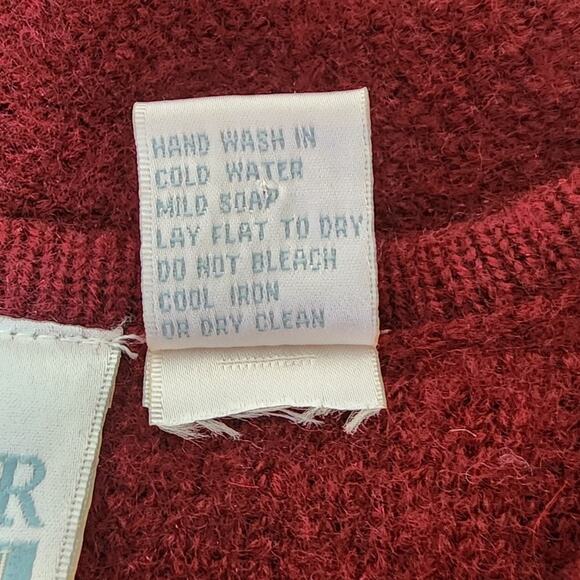 HAND WASH IN
COLD WATER
MILD SOAP
LAY FLAT TO DRY
DO NOT BLEACH
COOL IRON
OR DRY CLEAN
R